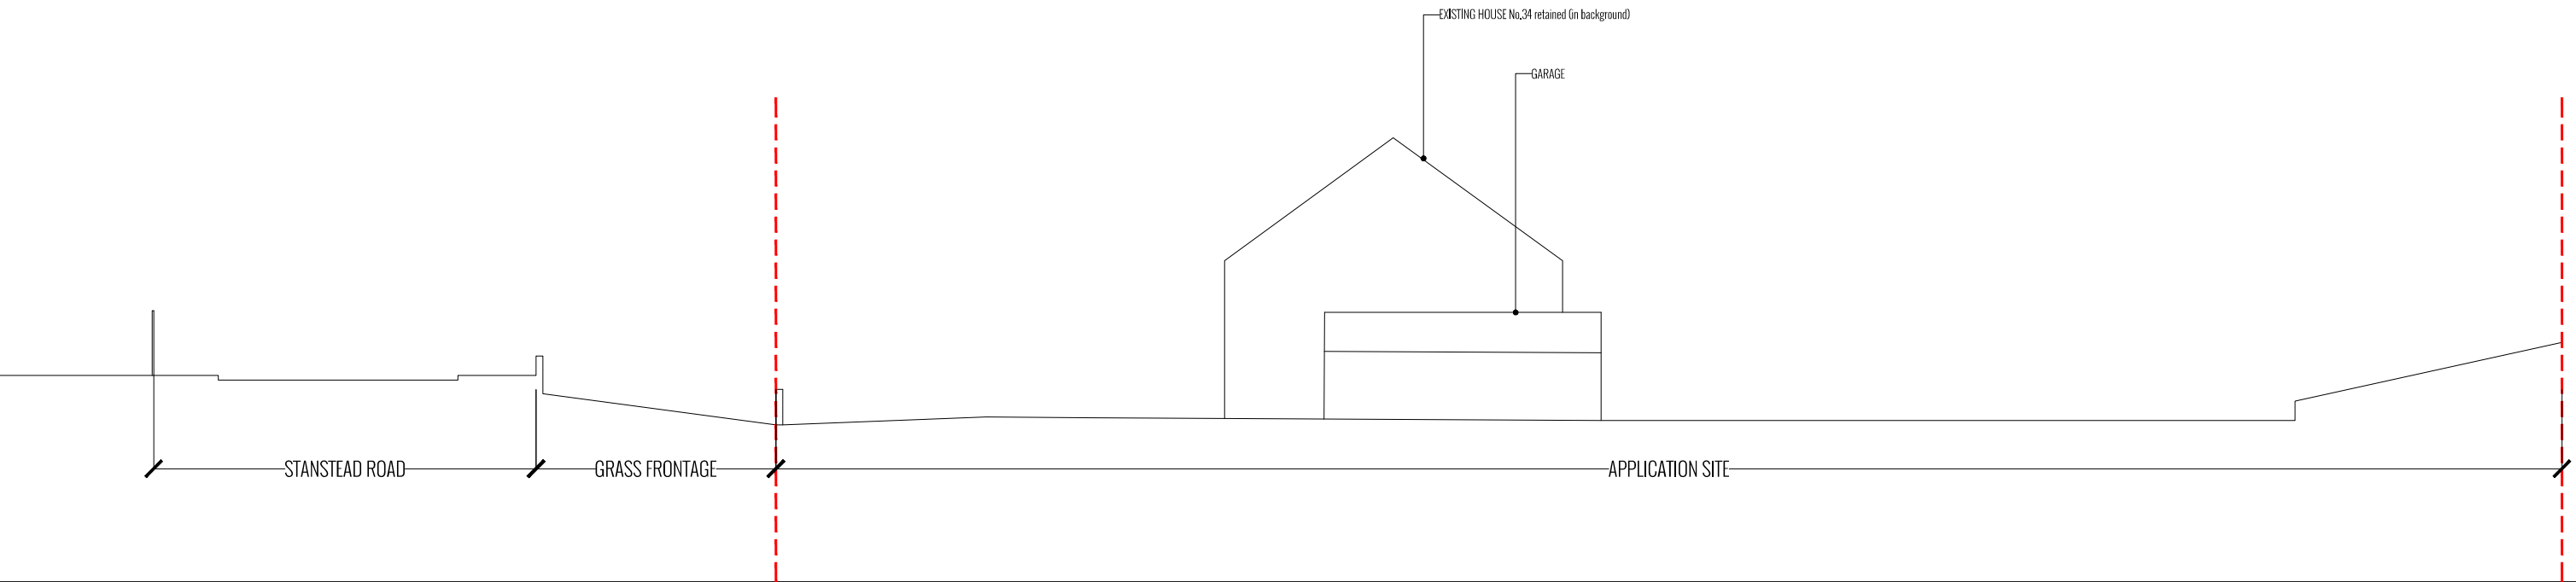 EXISTING HOUSE No.34 retained (in background)
GARAGE
STANSTEAD ROAD
GRASS FRONTAGE
APPLICATION SITE